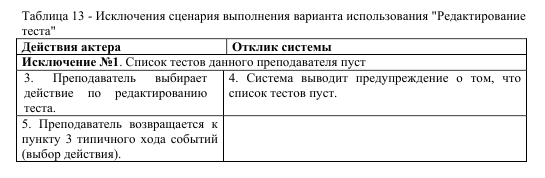 Таблица 13 - Исключения сценария выполнения варианта использования "Редактирование
теста"
Действия актера Отклик системы
Исключение №1. Список тестов данного преподавателя пуст
3. Преподаватель выбирает
действие по редактированию
теста.
4. Система выводит предупреждение о том, что
список тестов пуст.
5. Преподаватель возвращается к
пункту 3 типичного хода событий
(выбор действия).